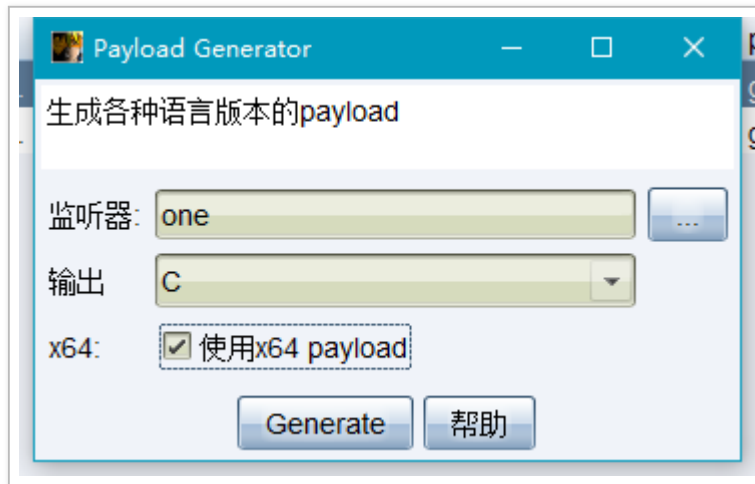 Payload Generator
生成各种语言版本的payload
监听器: one ...
输出 C
x64: 使用x64 payload
Generate 帮助